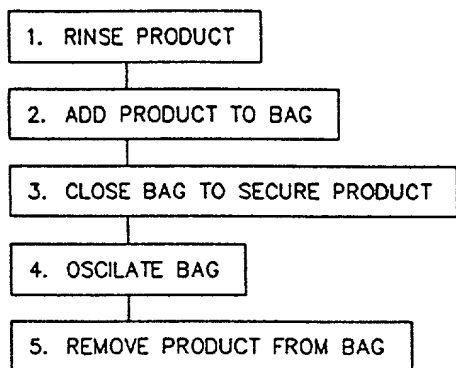 1. RINSE PRODUCT
2. ADD PRODUCT TO BAG
3. CLOSE BAG TO SECURE PRODUCT
4. OSCILATE BAG
5. REMOVE PRODUCT FROM BAG